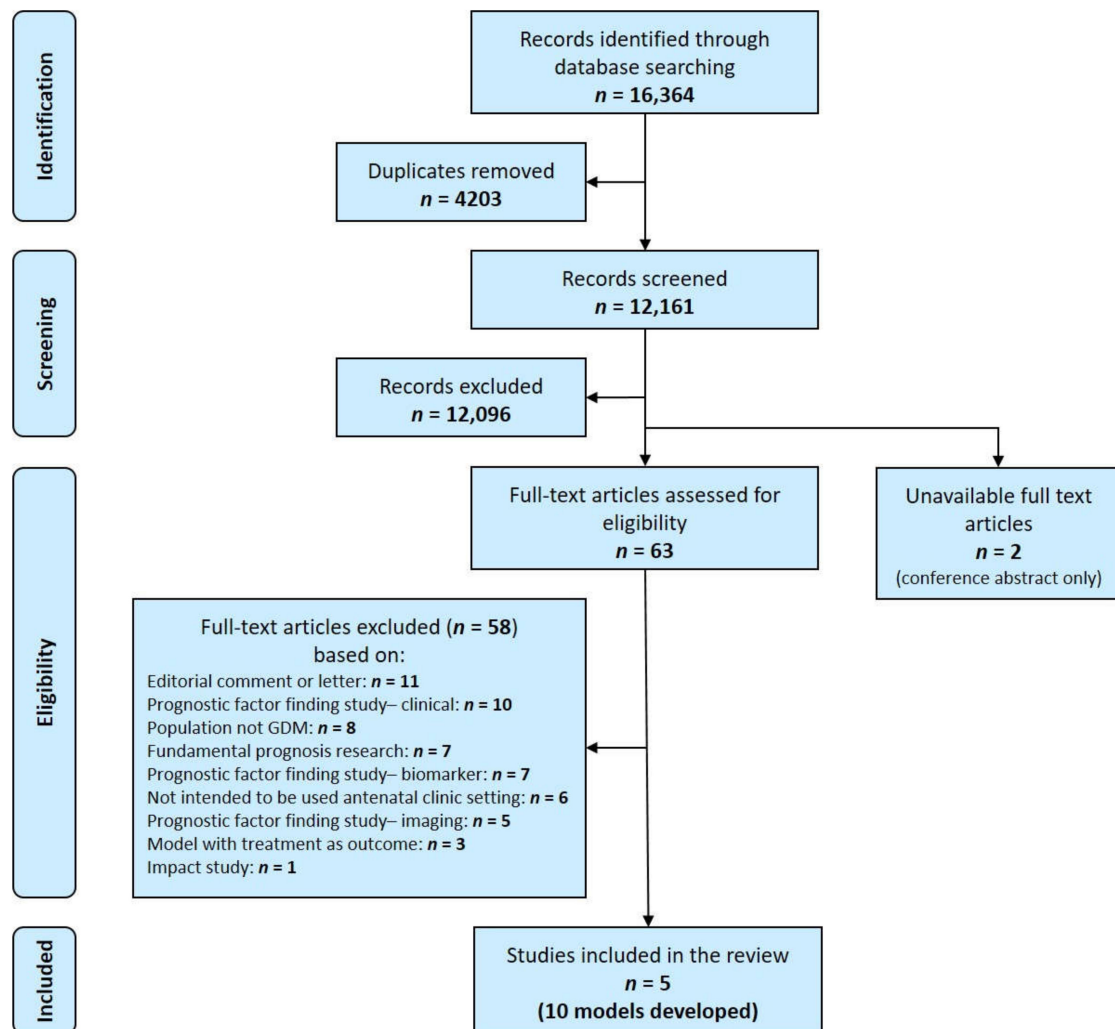 Identification
Records identified through
database searching
n = 16,364
Duplicates removed
n = 4203
Screening
Records screened
n = 12,161
Records excluded
n = 12,096
Eligibility
Full-text articles assessed for
eligibility
n = 63
Unavailable full text
articles
n = 2
(conference abstract only)
Full-text articles excluded (n = 58)
based on:
Editorial comment or letter: n = 11
Prognostic factor finding study– clinical: n = 10
Population not GDM: n = 8
Fundamental prognosis research: n = 7
Prognostic factor finding study– biomarker: n = 7
Not intended to be used antenatal clinic setting: n = 6
Prognostic factor finding study– imaging: n = 5
Model with treatment as outcome: n = 3
Impact study: n = 1
Included
Studies included in the review
n = 5
(10 models developed)